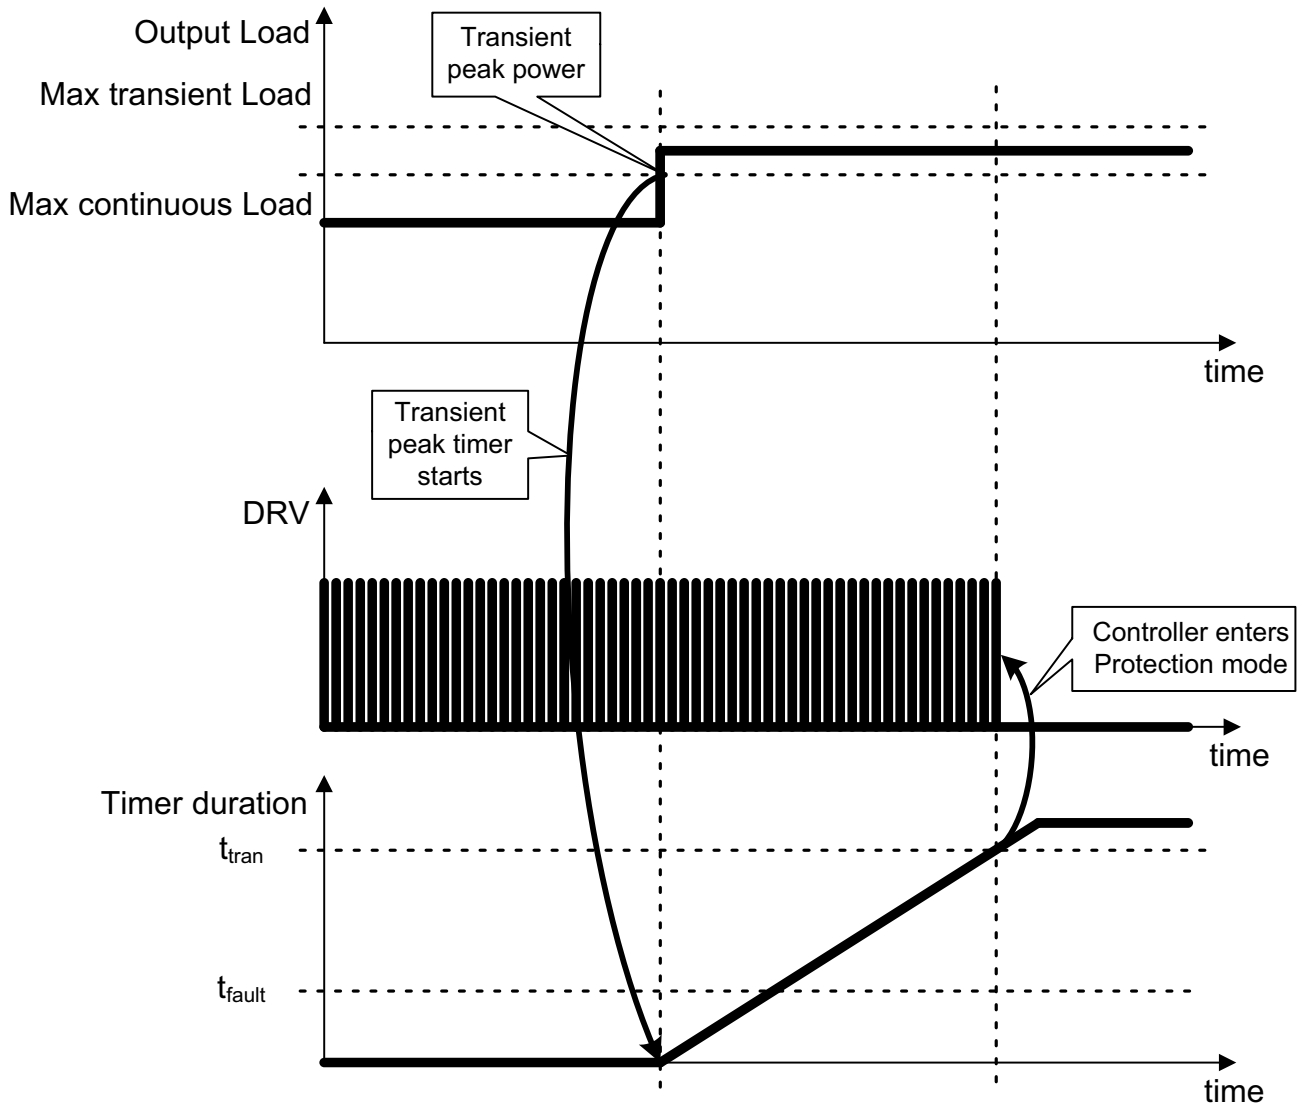 Output Load
Transient
peak power
Max transient Load
Max continuous Load
time
Transient
peak timer
starts
DRV
Controller enters
Protection mode
time
Timer duration
ttran
tfault
time